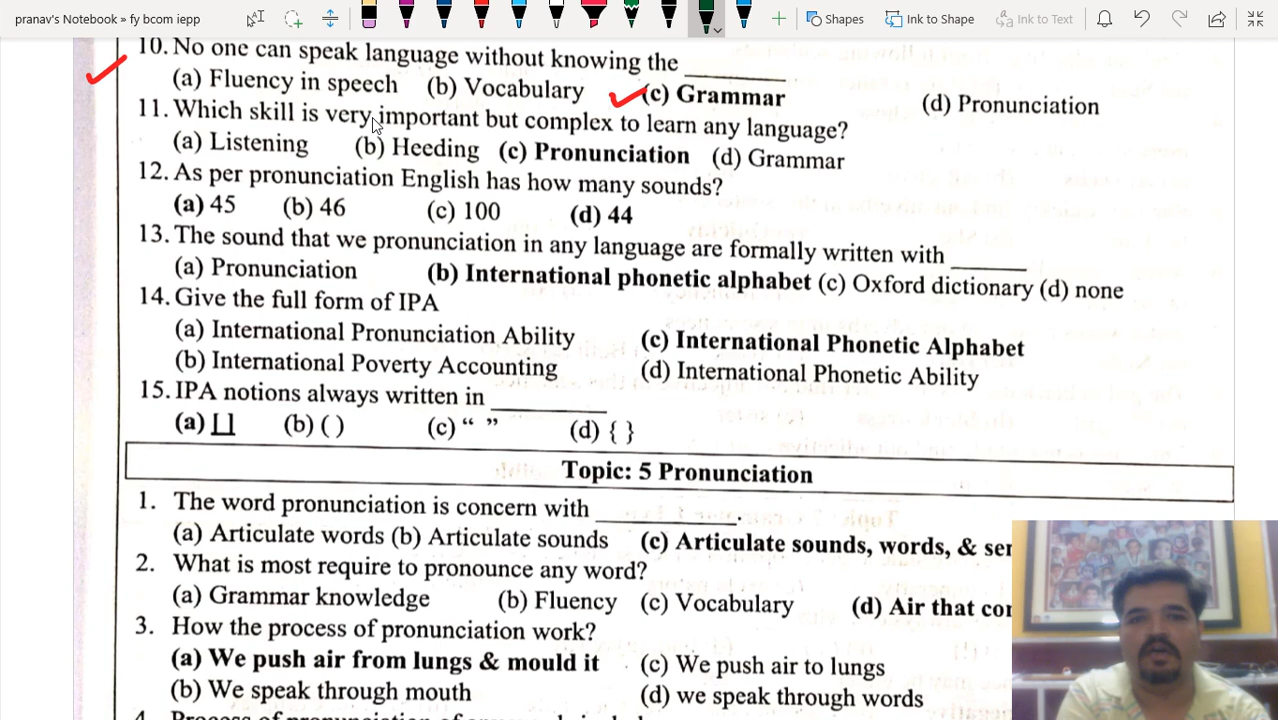 pranav's Notebook » fy bcom iepp
Shapes
Ink to Shape
Ink to Text
10. No one can speak language without knowing the ________
(a) Fluency in speech (b) Vocabulary (c) Grammar (d) Pronunciation
11. Which skill is very important but complex to learn any language?
(a) Listening (b) Heeding (c) Pronunciation (d) Grammar
12. As per pronunciation English has how many sounds?
(a) 45 (b) 46 (c) 100 (d) 44
13. The sound that we pronunciation in any language are formally written with ______
(a) Pronunciation (b) International phonetic alphabet (c) Oxford dictionary (d) none
14. Give the full form of IPA
(a) International Pronunciation Ability (c) International Phonetic Alphabet
(b) International Poverty Accounting (d) International Phonetic Ability
15. IPA notions always written in _________
(a) [ ] (b) ( ) (c) “ ” (d) { }
Topic: 5 Pronunciation
1. The word pronunciation is concern with ___________.
(a) Articulate words (b) Articulate sounds (c) Articulate sounds, words, &
2. What is most require to pronounce any word?
(a) Grammar knowledge (b) Fluency (c) Vocabulary (d) Air that
3. How the process of pronunciation work?
(a) We push air from lungs & mould it (c) We push air to lungs
(b) We speak through mouth (d) we speak through words